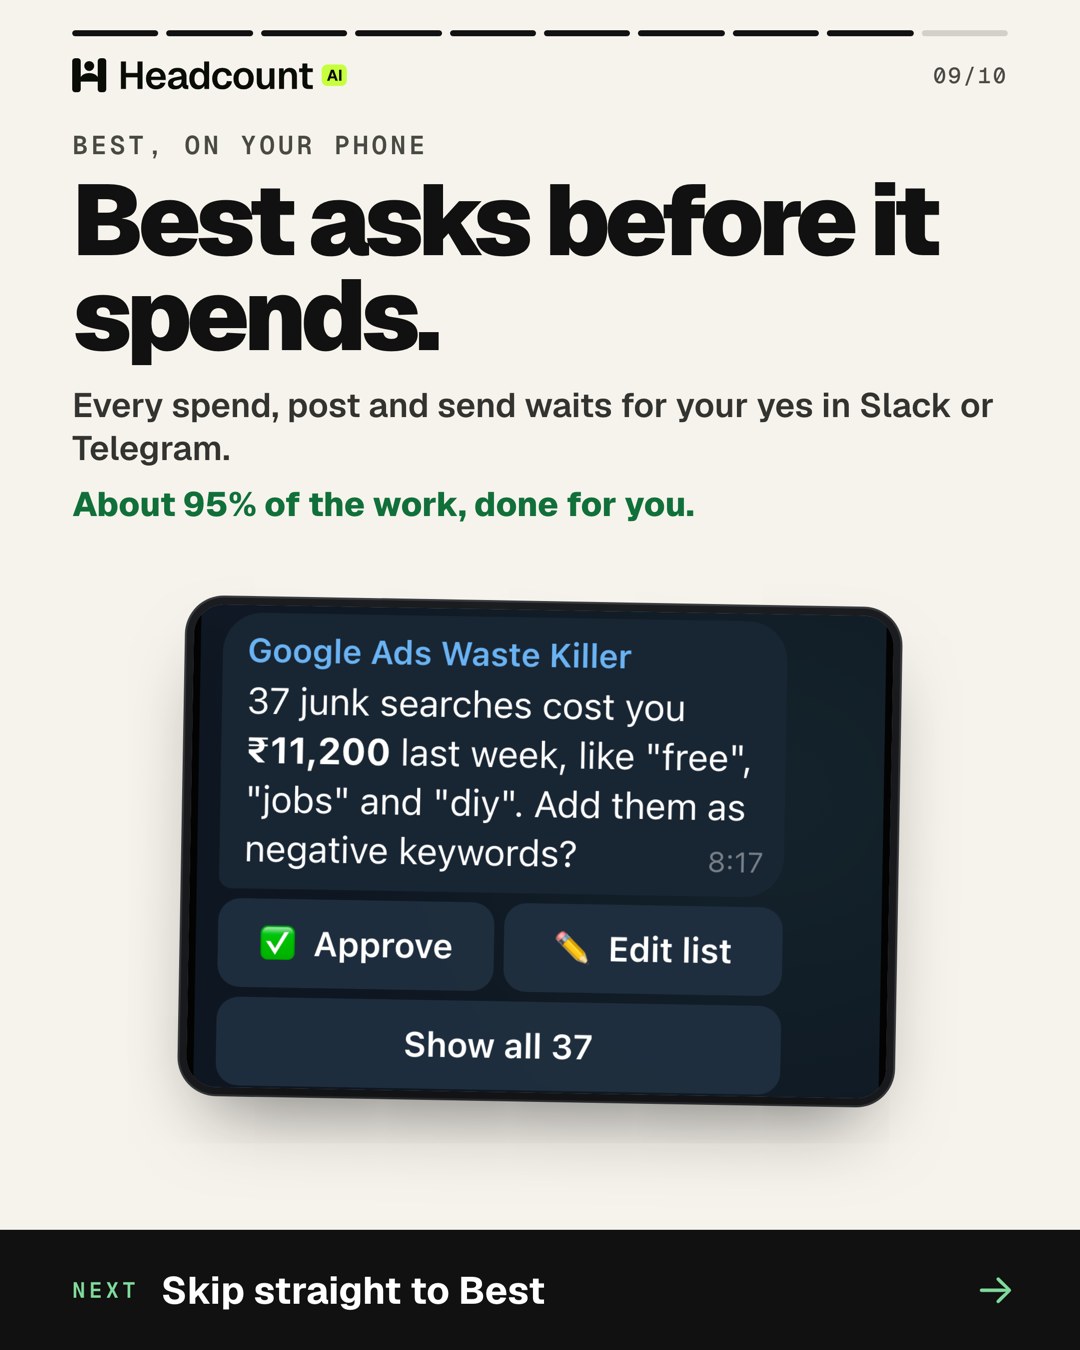 Headcount AI
09/10
BEST, ON YOUR PHONE
Best asks before it
spends.
Every spend, post and send waits for your yes in Slack or
Telegram.
About 95% of the work, done for you.
Google Ads Waste Killer
37 junk searches cost you
₹11,200 last week, like "free",
"jobs" and "diy". Add them as
negative keywords?
8:17
✅ Approve
✏️ Edit list
Show all 37
NEXT Skip straight to Best →